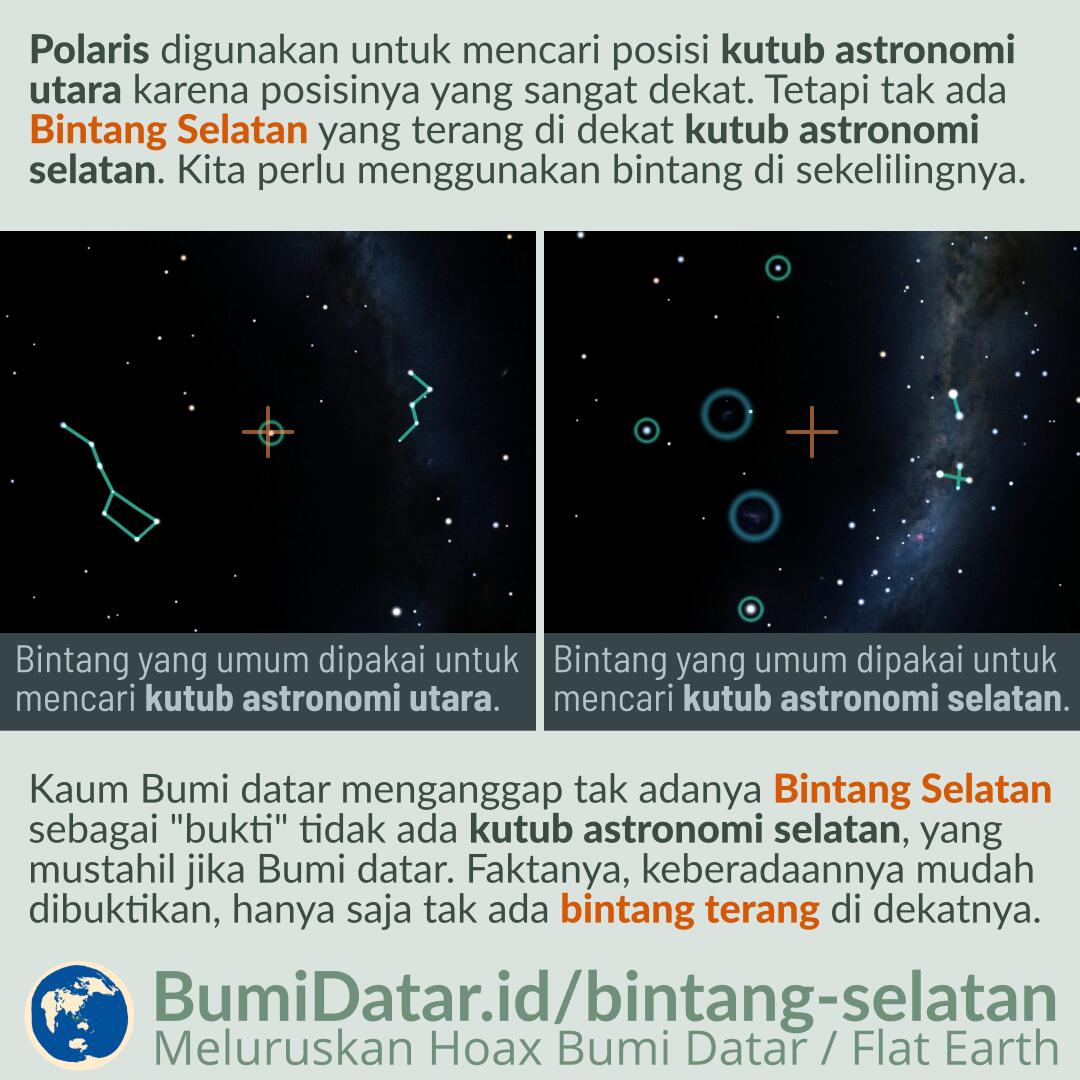 Polaris digunakan untuk mencari posisi kutub astronomi
utara karena posisinya yang sangat dekat. Tetapi tak ada
Bintang Selatan yang terang di dekat kutub astronomi
selatan. Kita perlu menggunakan bintang di sekelilingnya.
Bintang yang umum dipakai untuk
mencari kutub astronomi utara.
Bintang yang umum dipakai untuk
mencari kutub astronomi selatan.
Kaum Bumi datar menganggap tak adanya Bintang Selatan
sebagai "bukti" tidak ada kutub astronomi selatan, yang
mustahil jika Bumi datar. Faktanya, keberadaannya mudah
dibuktikan, hanya saja tak ada bintang terang di dekatnya.
BumiDatar.id/bintang-selatan
Meluruskan Hoax Bumi Datar / Flat Earth